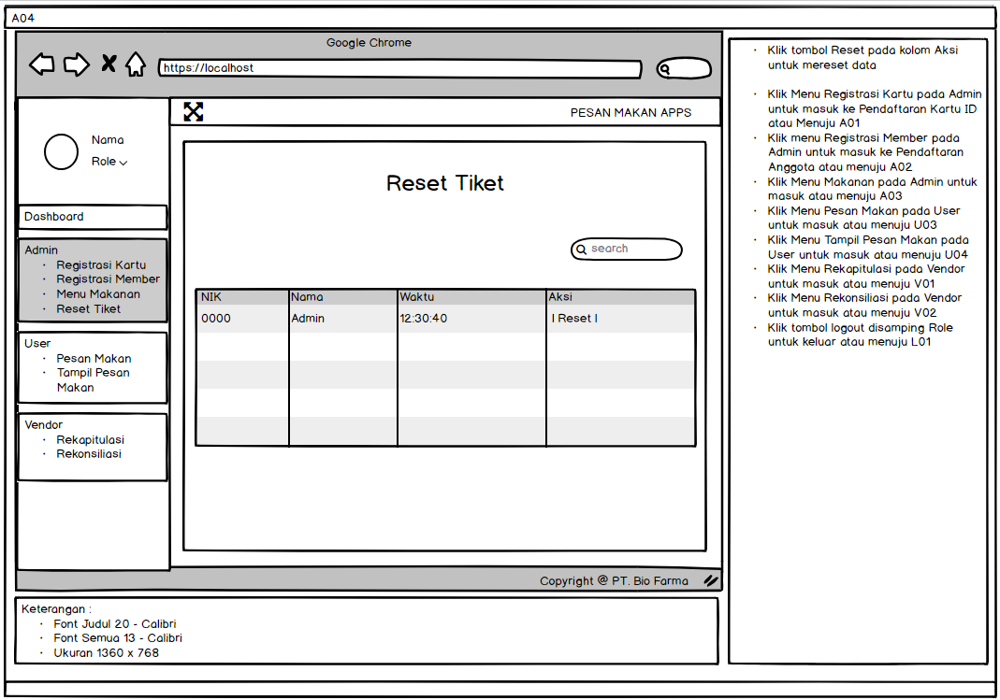 A04
Google Chrome
https://localhost
PESAN MAKAN APPS
Nama
Role
Dashboard
Admin
· Registrasi Kartu
· Registrasi Member
· Menu Makanan
· Reset Tiket
User
· Pesan Makan
· Tampil Pesan
Makan
Vendor
· Rekapitulasi
· Rekonsiliasi
Reset Tiket
search
NIK Nama Waktu Aksi
0000 Admin 12:30:40 | Reset |
Copyright @ PT. Bio Farma
Keterangan :
· Font Judul 20 - Calibri
· Font Semua 13 - Calibri
· Ukuran 1360 x 768
· Klik tombol Reset pada kolom Aksi
untuk mereset data
· Klik Menu Registrasi Kartu pada Admin
untuk masuk ke Pendaftaran Kartu ID
atau Menuju A01
· Klik menu Registrasi Member pada
Admin untuk masuk ke Pendaftaran
Anggota atau menuju A02
· Klik Menu Makanan pada Admin untuk
masuk atau menuju A03
· Klik Menu Pesan Makan pada User
untuk masuk atau menuju U03
· Klik Menu Tampil Pesan Makan pada
User untuk masuk atau menuju U04
· Klik Menu Rekapitulasi pada Vendor
untuk masuk atau menuju V01
· Klik Menu Rekonsiliasi pada Vendor
untuk masuk atau menuju V02
· Klik tombol logout disamping Role
untuk keluar atau menuju L01